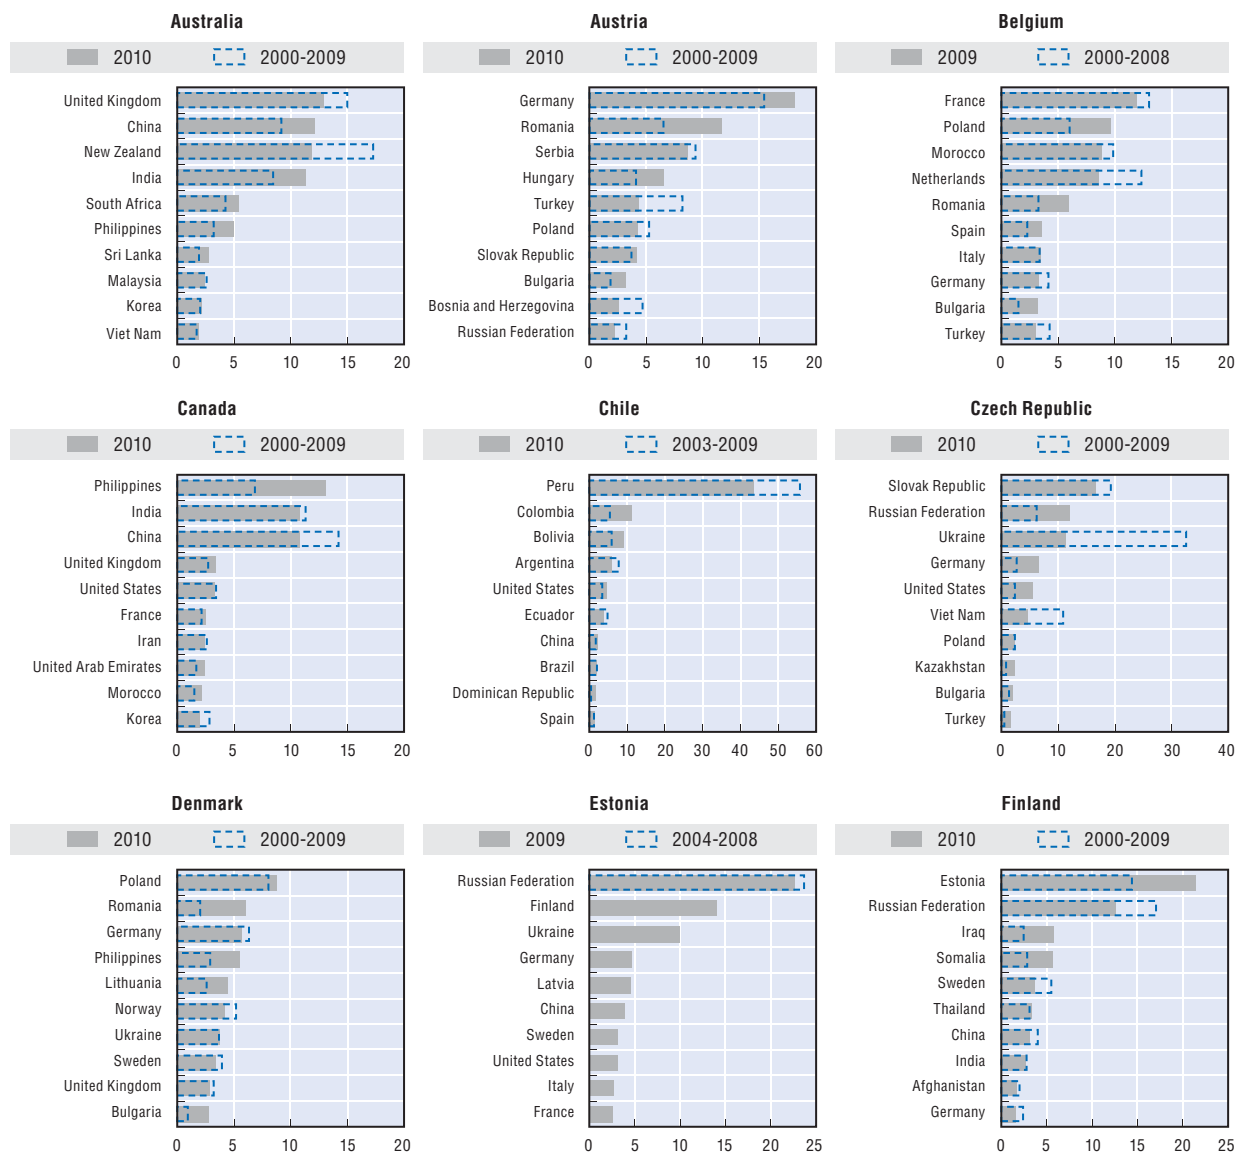 Australia
2010 2000-2009
United Kingdom
China
New Zealand
India
South Africa
Philippines
Sri Lanka
Malaysia
Korea
Viet Nam
0 5 10 15 20
Austria
2010 2000-2009
Germany
Romania
Serbia
Hungary
Turkey
Poland
Slovak Republic
Bulgaria
Bosnia and Herzegovina
Russian Federation
0 5 10 15 20
Belgium
2009 2000-2008
France
Poland
Morocco
Netherlands
Romania
Spain
Italy
Germany
Bulgaria
Turkey
0 5 10 15 20
Canada
2010 2000-2009
Philippines
India
China
United Kingdom
United States
France
Iran
United Arab Emirates
Morocco
Korea
0 5 10 15 20
Chile
2010 2003-2009
Peru
Colombia
Bolivia
Argentina
United States
Ecuador
China
Brazil
Dominican Republic
Spain
0 10 20 30 40 50 60
Czech Republic
2010 2000-2009
Slovak Republic
Russian Federation
Ukraine
Germany
United States
Viet Nam
Poland
Kazakhstan
Bulgaria
Turkey
0 10 20 30 40
Denmark
2010 2000-2009
Poland
Romania
Germany
Philippines
Lithuania
Norway
Ukraine
Sweden
United Kingdom
Bulgaria
0 5 10 15 20
Estonia
2009 2004-2008
Russian Federation
Finland
Ukraine
Germany
Latvia
China
Sweden
United States
Italy
France
0 5 10 15 20 25
Finland
2010 2000-2009
Estonia
Russian Federation
Iraq
Somalia
Sweden
Thailand
China
India
Afghanistan
Germany
0 5 10 15 20 25